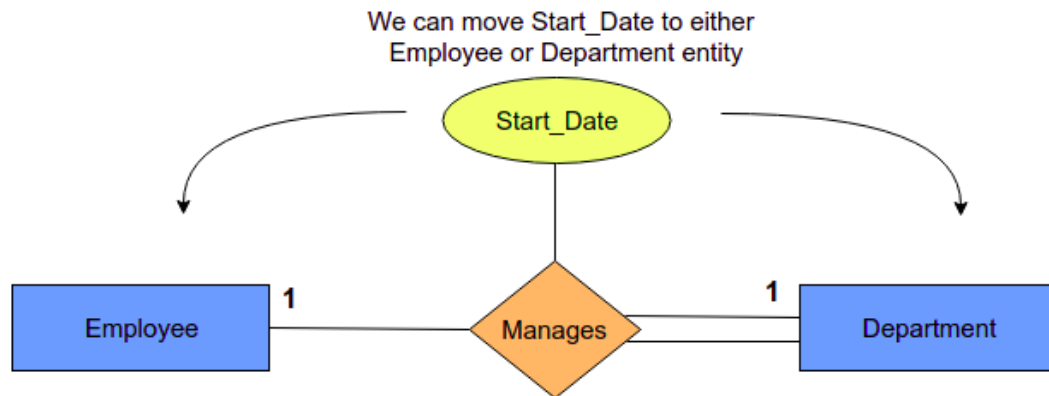 We can move Start_Date to either
Employee or Department entity
Start_Date
1
1
Employee
Manages
Department